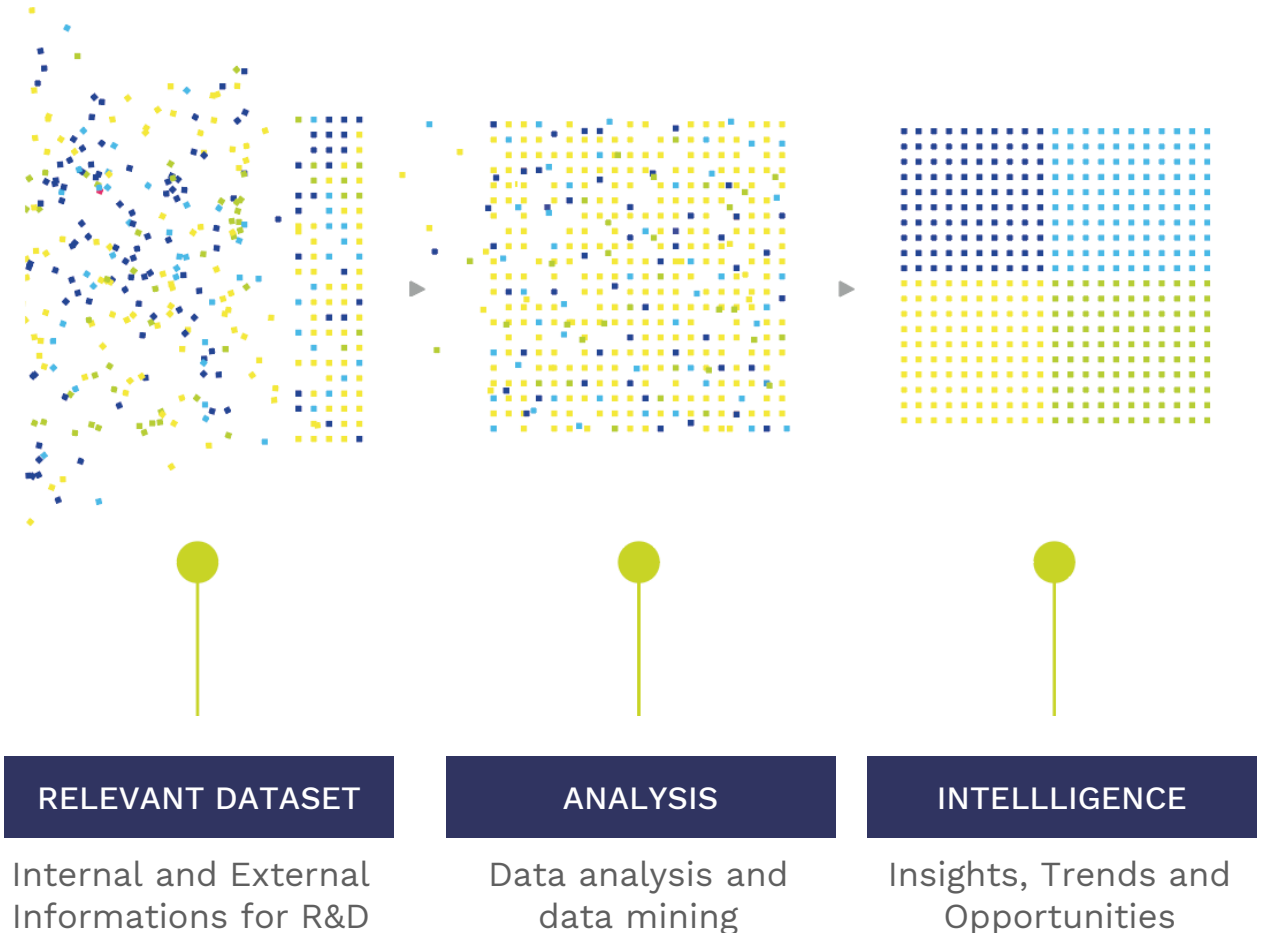 RELEVANT DATASET
Internal and External
Informations for R&D
ANALYSIS
Data analysis and
data mining
INTELLLIGENCE
Insights, Trends and
Opportunities